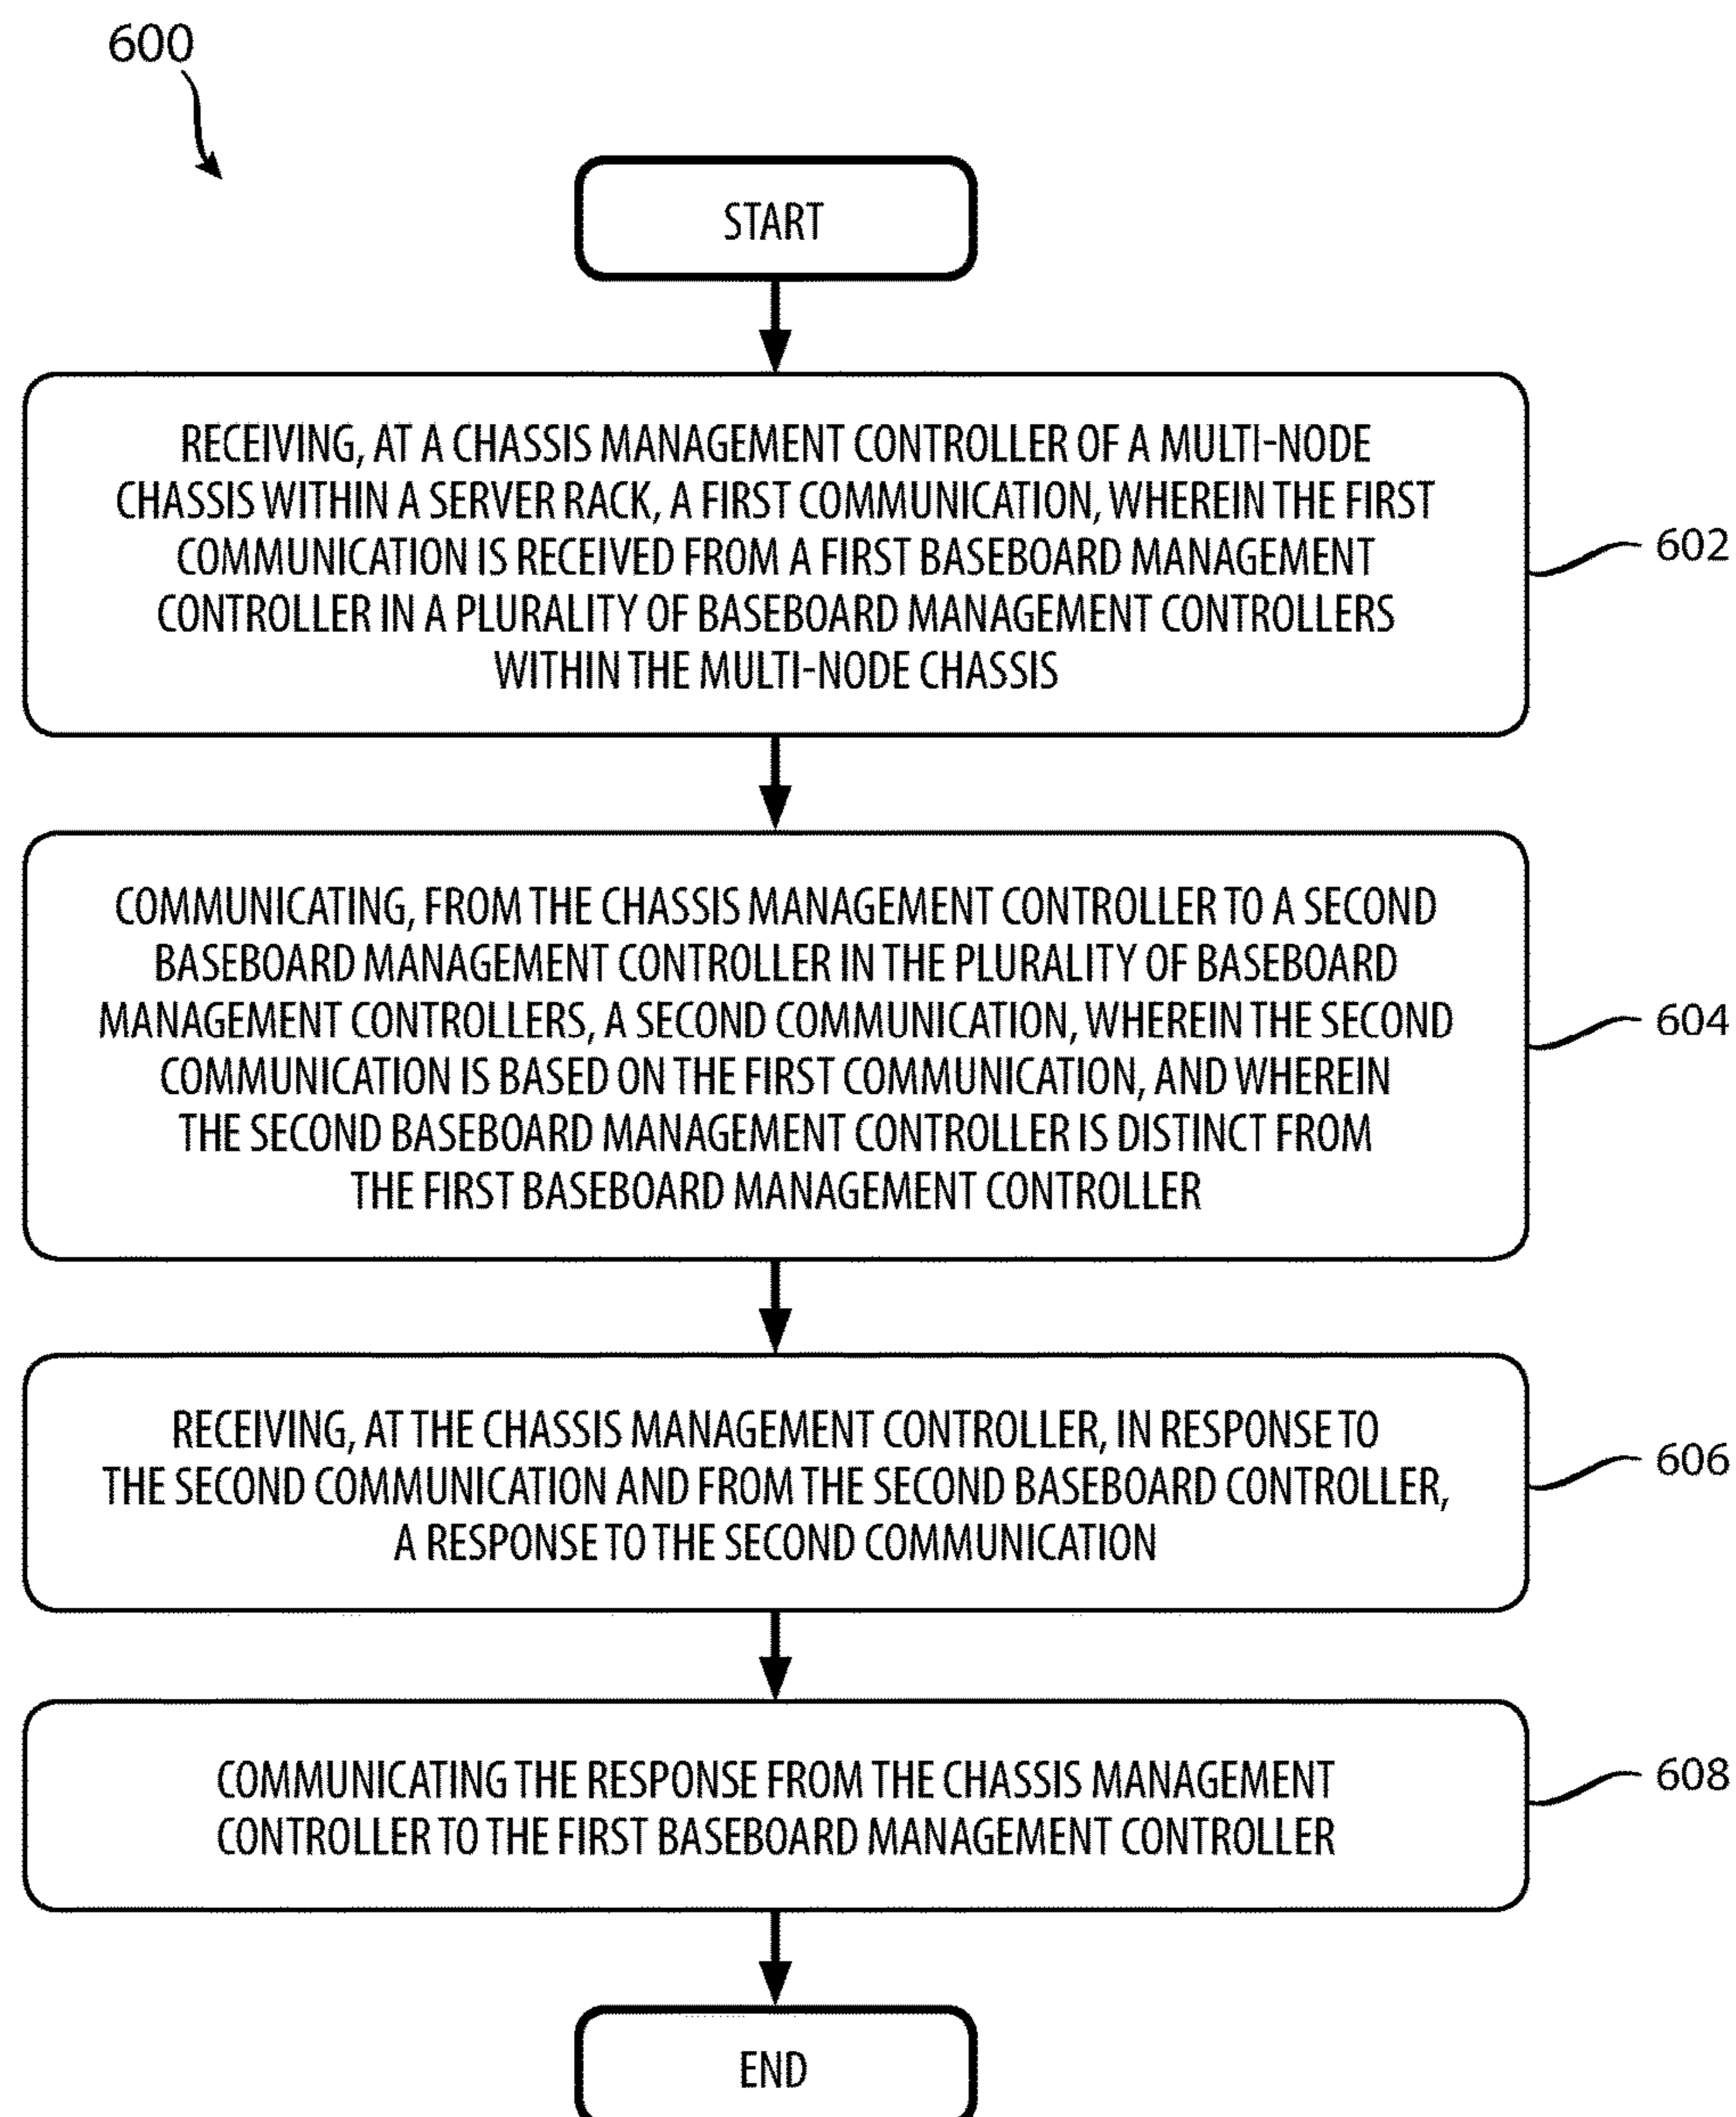 600
START
RECEIVING, AT A CHASSIS MANAGEMENT CONTROLLER OF A MULTI-NODE
CHASSIS WITHIN A SERVER RACK, A FIRST COMMUNICATION, WHEREIN THE FIRST
COMMUNICATION IS RECEIVED FROM A FIRST BASEBOARD MANAGEMENT
CONTROLLER IN A PLURALITY OF BASEBOARD MANAGEMENT CONTROLLERS
WITHIN THE MULTI-NODE CHASSIS
602
COMMUNICATING, FROM THE CHASSIS MANAGEMENT CONTROLLER TO A SECOND
BASEBOARD MANAGEMENT CONTROLLER IN THE PLURALITY OF BASEBOARD
MANAGEMENT CONTROLLERS, A SECOND COMMUNICATION, WHEREIN THE SECOND
COMMUNICATION IS BASED ON THE FIRST COMMUNICATION, AND WHEREIN
THE SECOND BASEBOARD MANAGEMENT CONTROLLER IS DISTINCT FROM
THE FIRST BASEBOARD MANAGEMENT CONTROLLER
604
RECEIVING, AT THE CHASSIS MANAGEMENT CONTROLLER, IN RESPONSE TO
THE SECOND COMMUNICATION AND FROM THE SECOND BASEBOARD CONTROLLER,
A RESPONSE TO THE SECOND COMMUNICATION
606
COMMUNICATING THE RESPONSE FROM THE CHASSIS MANAGEMENT
CONTROLLER TO THE FIRST BASEBOARD MANAGEMENT CONTROLLER
608
END